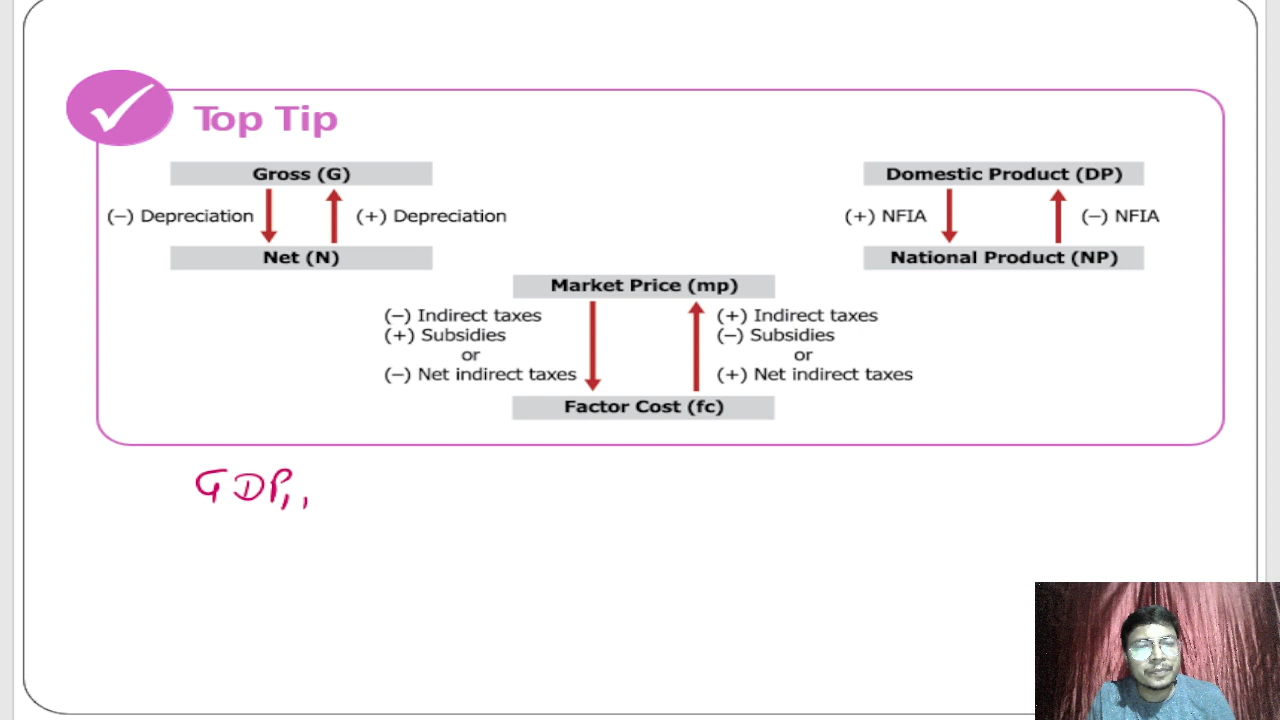 Top Tip
Gross (G)
(−) Depreciation
(+) Depreciation
Net (N)
Domestic Product (DP)
(+) NFIA
(−) NFIA
National Product (NP)
Market Price (mp)
(−) Indirect taxes
(+) Subsidies
or
(−) Net indirect taxes
(+) Indirect taxes
(−) Subsidies
or
(+) Net indirect taxes
Factor Cost (fc)
GDP